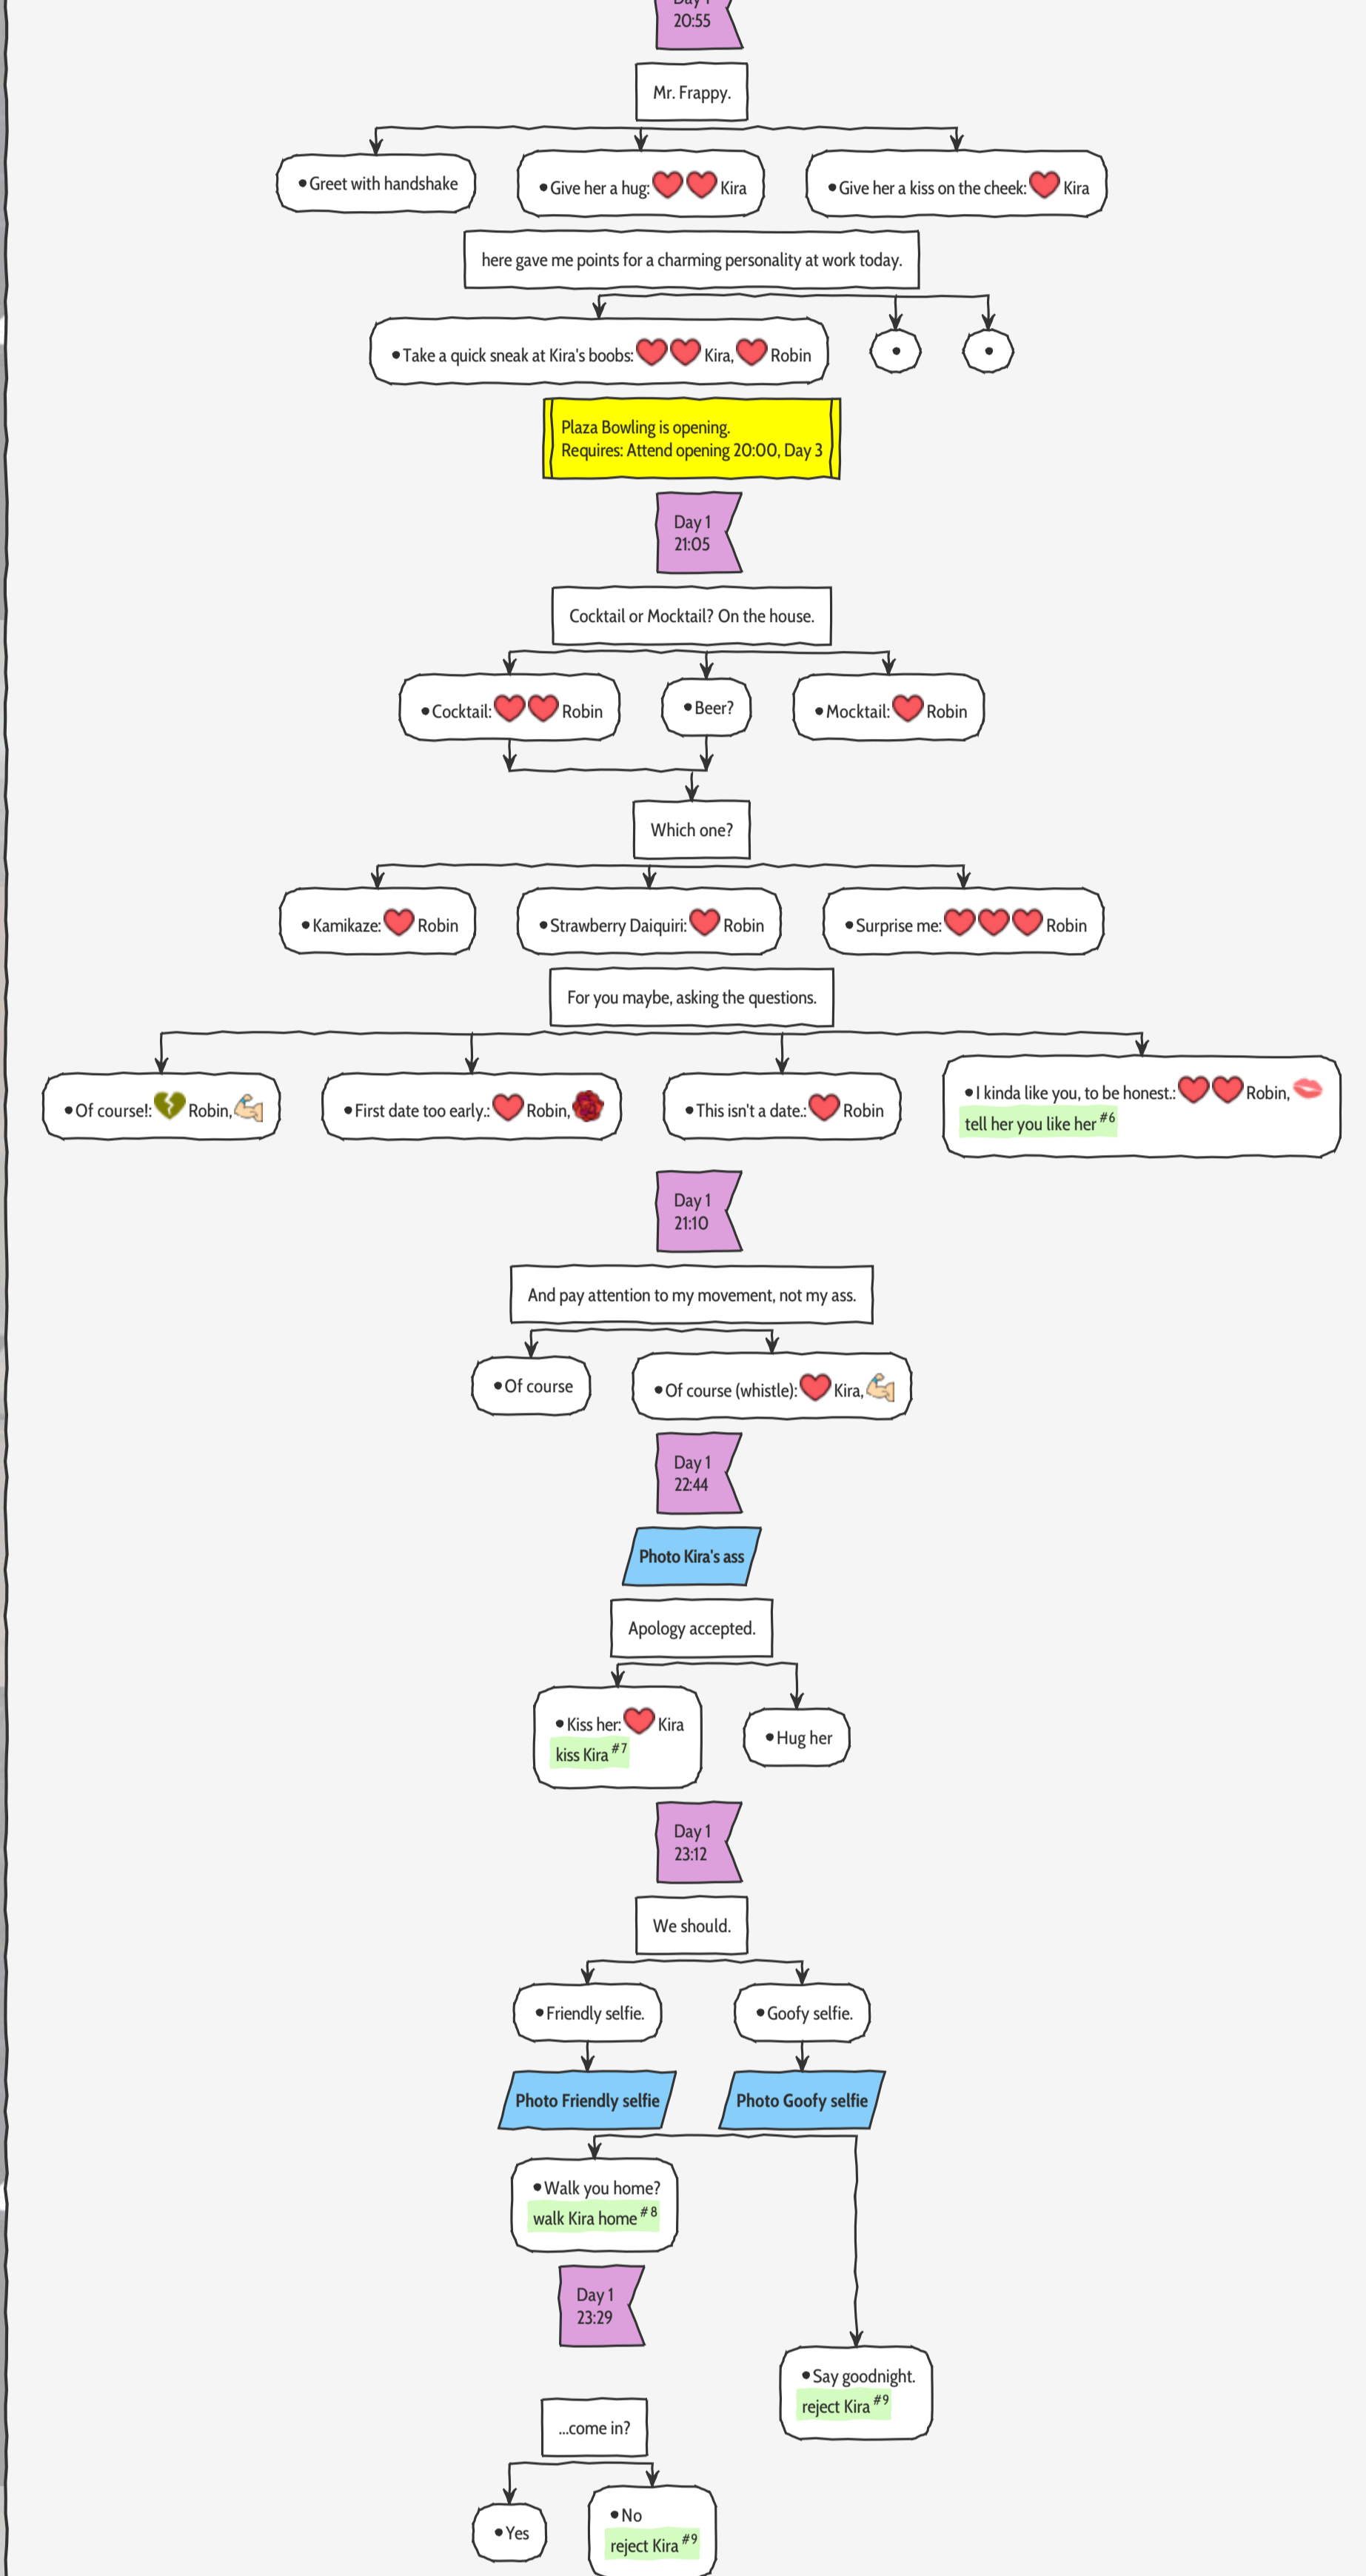 Day 1
20:55
Mr. Frappy.
•Greet with handshake
•Give her a hug: Kira
•Give her a kiss on the cheek: Kira
here gave me points for a charming personality at work today.
•Take a quick sneak at Kira's boobs: Kira, Robin
•
•
Plaza Bowling is opening.
Requires: Attend opening 20:00, Day 3
Day 1
21:05
Cocktail or Mocktail? On the house.
•Cocktail: Robin
•Beer?
•Mocktail: Robin
Which one?
•Kamikaze: Robin
•Strawberry Daiquiri: Robin
•Surprise me: Robin
For you maybe, asking the questions.
•Of course!: Robin,
•First date too early.: Robin,
•This isn't a date.: Robin
•I kinda like you, to be honest.: Robin,
tell her you like her #6
Day 1
21:10
And pay attention to my movement, not my ass.
•Of course
•Of course (whistle): Kira,
Day 1
22:44
Photo Kira's ass
Apology accepted.
•Kiss her: Kira
kiss Kira #7
•Hug her
Day 1
23:12
We should.
•Friendly selfie.
•Goofy selfie.
Photo Friendly selfie
Photo Goofy selfie
•Walk you home?
walk Kira home #8
Day 1
23:29
•Say goodnight.
reject Kira #9
...come in?
•Yes
•No
reject Kira #9